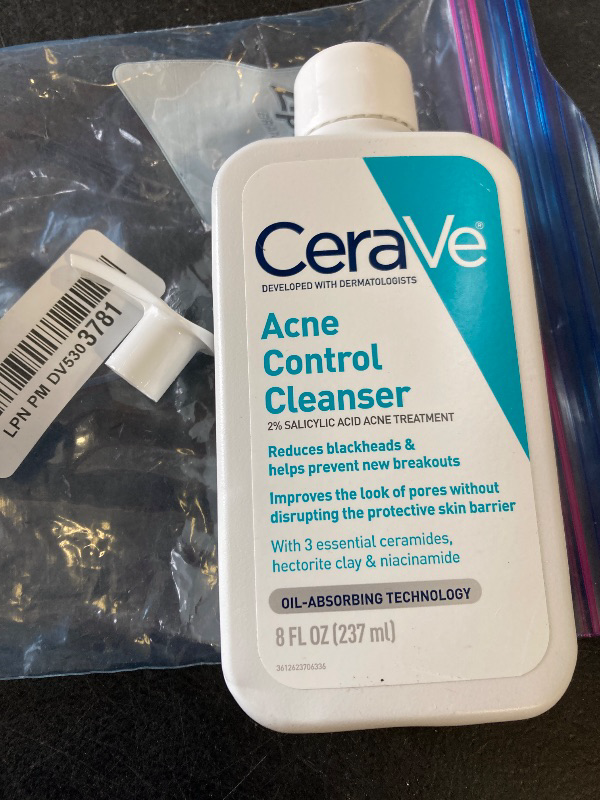 CeraVe®
DEVELOPED WITH DERMATOLOGISTS
Acne
Control
Cleanser
2% SALICYLIC ACID ACNE TREATMENT
Reduces blackheads &
helps prevent new breakouts
Improves the look of pores without
disrupting the protective skin barrier
With 3 essential ceramides,
hectorite clay & niacinamide
OIL-ABSORBING TECHNOLOGY
8 FL OZ (237 ml)
3612623706336
LPN PM DV530 3781